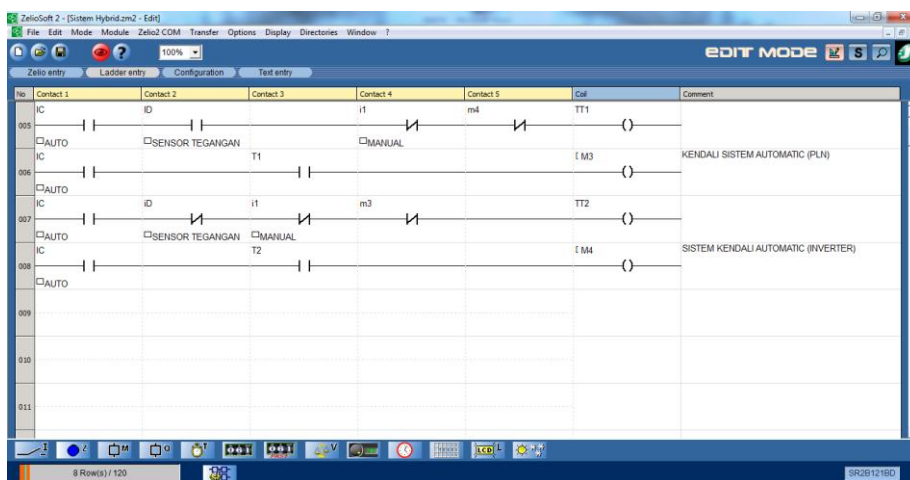 ZelioSoft 2 - [Sistem Hybrid.zm2 - Edit]
File Edit Mode Module Zelio2 COM Transfer Options Display Directories Window ?
100%
EDIT MODE S
Zelio entry Ladder entry Configuration Text entry
No Contact 1 Contact 2 Contact 3 Contact 4 Contact 5 Coil Comment
005 IC ID i1 m4 TT1
AUTO SENSOR TEGANGAN MANUAL
006 IC T1 [ M3 KENDALI SISTEM AUTOMATIC (PLN)
AUTO
007 IC iD i1 m3 TT2
AUTO SENSOR TEGANGAN MANUAL
008 IC T2 [ M4 SISTEM KENDALI AUTOMATIC (INVERTER)
AUTO
009
010
011
I Z M Q T V LCD L
8 Row(s) / 120
SR2B121BD